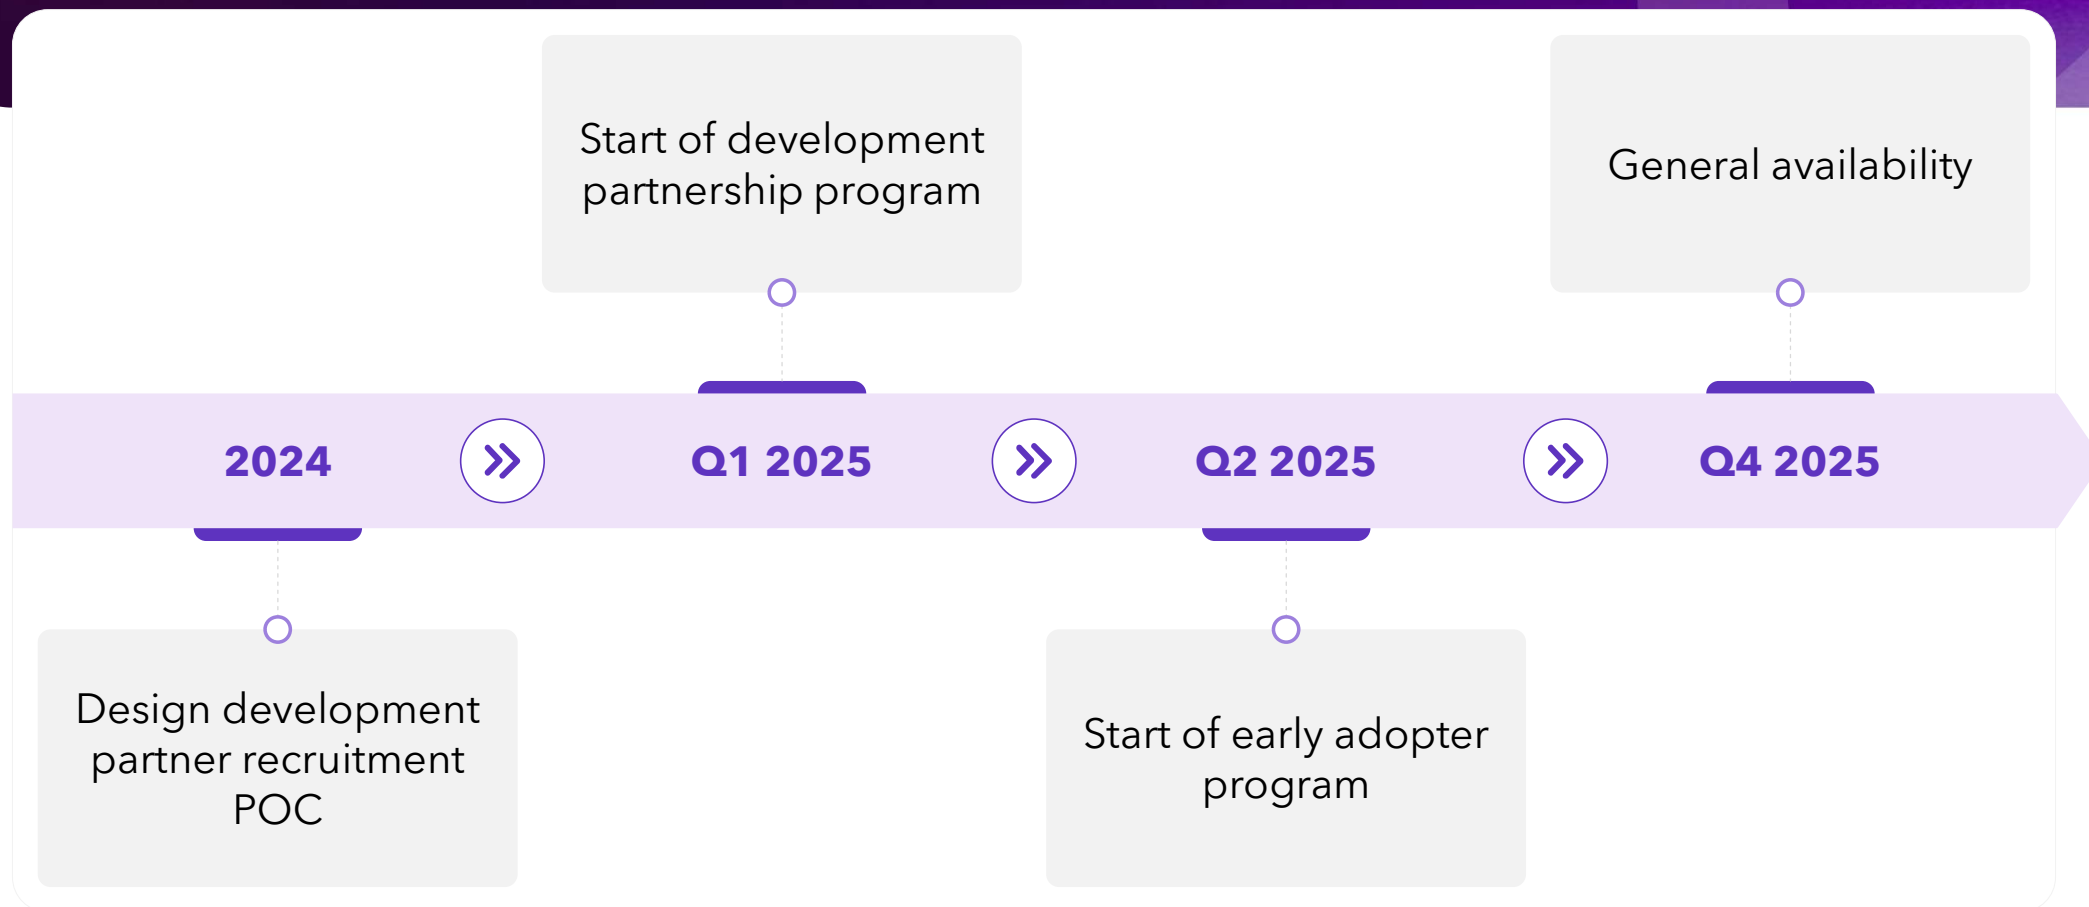 Start of development
partnership program
General availability
2024
Q1 2025
Q2 2025
Q4 2025
Design development
partner recruitment
POC
Start of early adopter
program